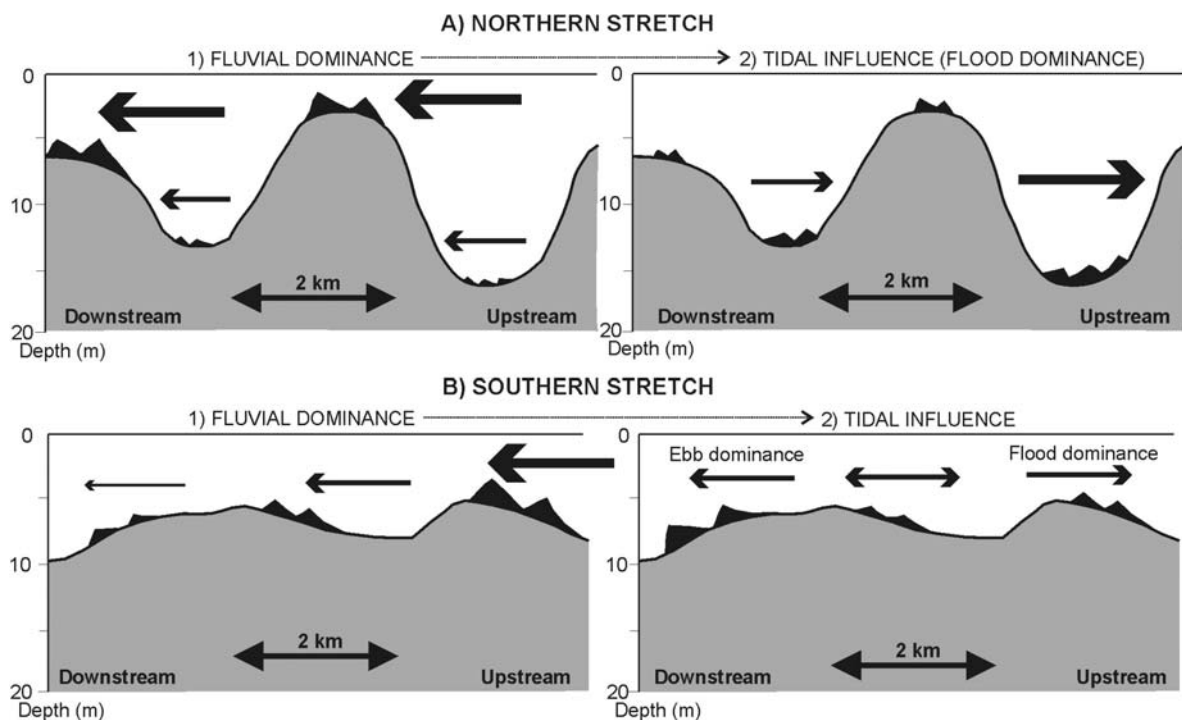 A) NORTHERN STRETCH
1) FLUVIAL DOMINANCE
2) TIDAL INFLUENCE (FLOOD DOMINANCE)
0
10
20
2 km
Downstream
Upstream
Depth (m)
0
10
20
2 km
Downstream
Upstream
Depth (m)
B) SOUTHERN STRETCH
1) FLUVIAL DOMINANCE
2) TIDAL INFLUENCE
0
10
20
2 km
Downstream
Upstream
Depth (m)
0
Ebb dominance
Flood dominance
10
20
2 km
Downstream
Upstream
Depth (m)